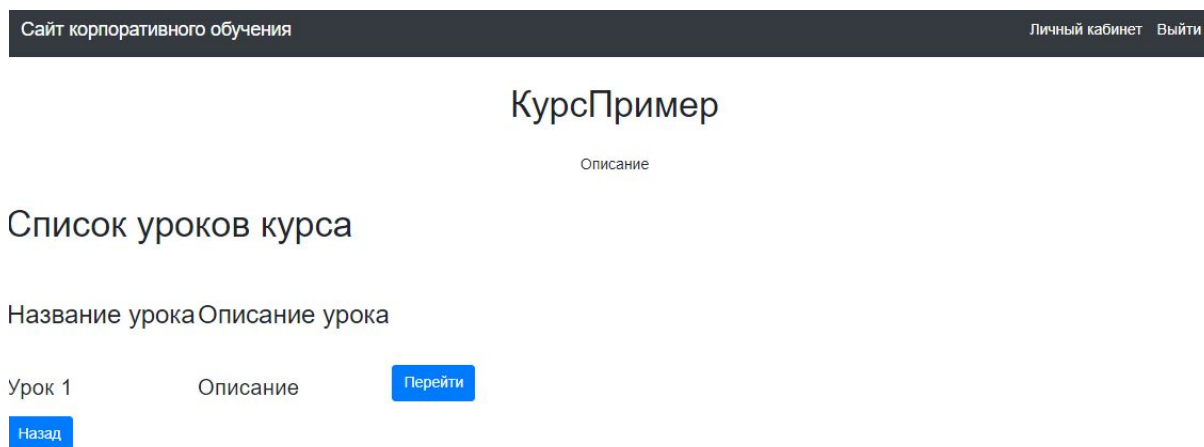 Сайт корпоративного обучения Личный кабинет Выйти
КурсПример
Описание
Список уроков курса
Название урока Описание урока
Урок 1 Описание Перейти
Назад